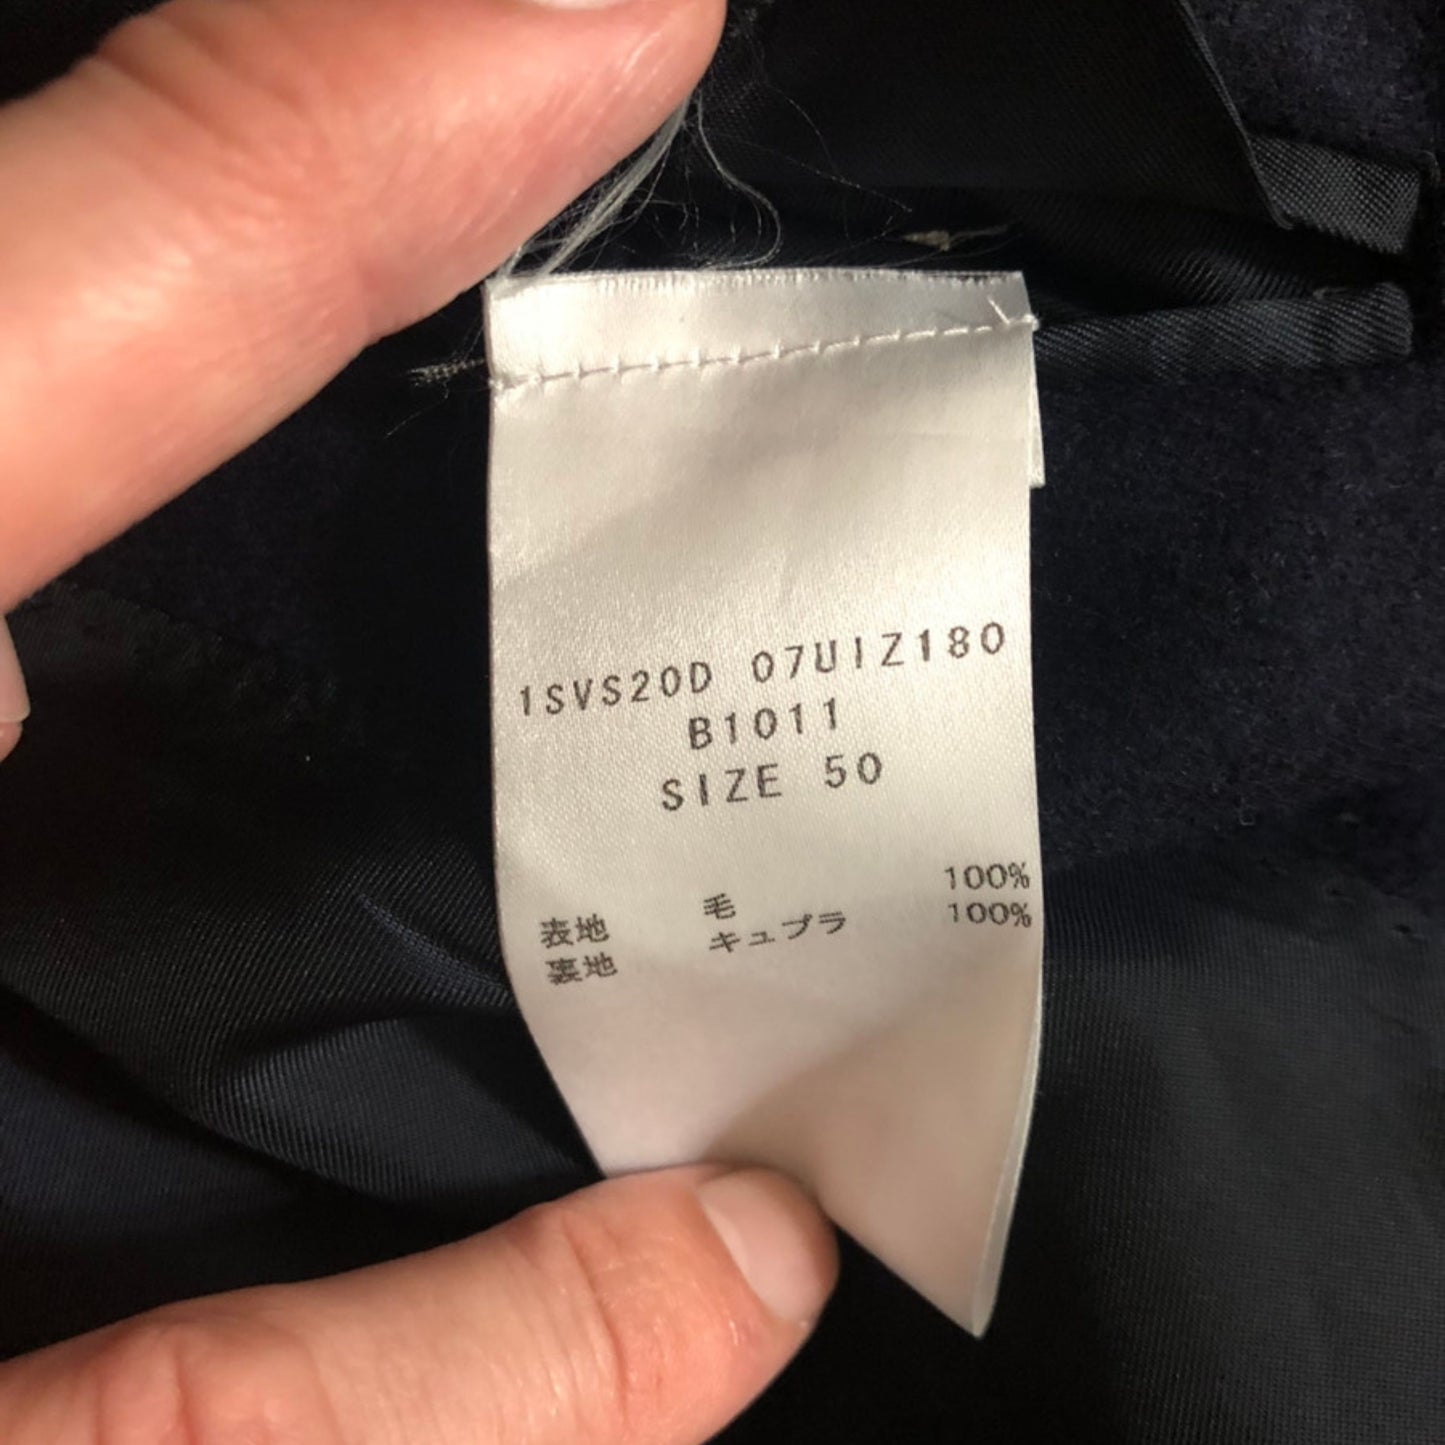 1SVS20D 07UIZ180
B1011
SIZE 50
表地 毛 100%
裏地 キュプラ 100%